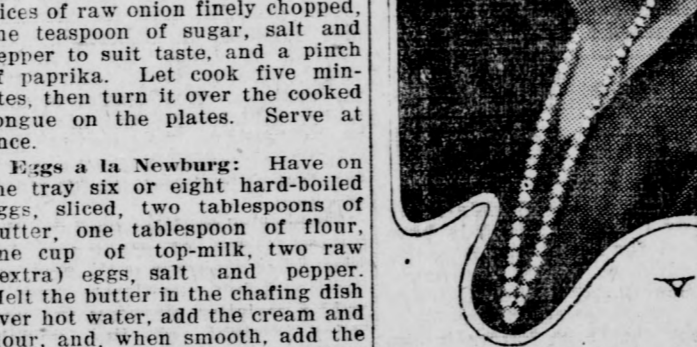 ices of raw onion finely chopped,
ne teaspoon of sugar, salt and
epper to suit taste, and a pinch
f paprika. Let cook five min-
tes, then turn it over the cooked
ongue on the plates. Serve at
nce.
Eggs a la Newburg: Have on
ne tray six or eight hard-boiled
ggs, sliced, two tablespoons of
utter, one tablespoon of flour,
ne cup of top-milk, two raw
extra) eggs, salt and pepper.
Melt the butter in the chafing dish
ver hot water, add the cream and
lour; and, when smooth, add the